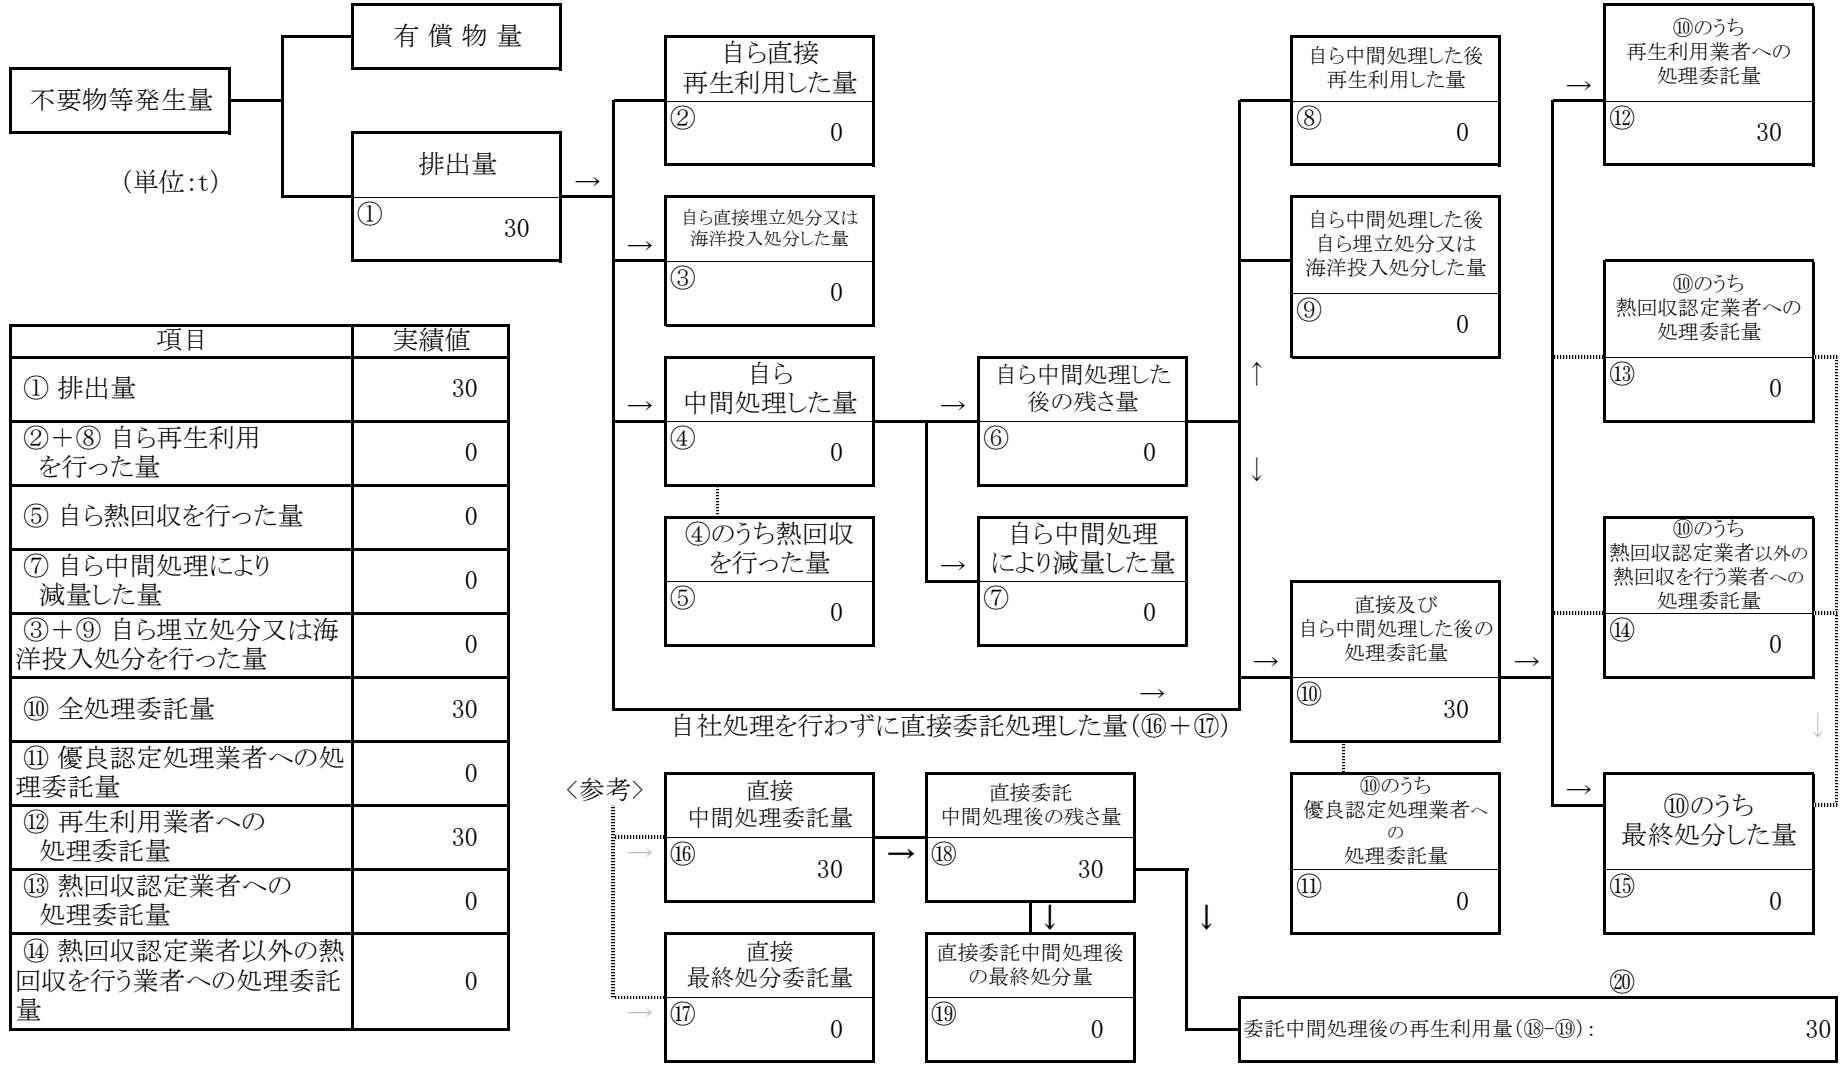 不要物等発生量
有 償 物 量
(単位:t)
排出量
①
30
→
自ら直接
再生利用した量
②
0
→
自ら直接埋立処分又は
海洋投入処分した量
③
0
→
自ら
中間処理した量
④
0
④のうち熱回収
を行った量
⑤
0
→
自ら中間処理した
後の残さ量
⑥
0
→
自ら中間処理
により減量した量
⑦
0
自ら中間処理した後
再生利用した量
⑧
0
自ら中間処理した後
自ら埋立処分又は
海洋投入処分した量
⑨
0
↑
↓
→
自社処理を行わずに直接委託処理した量(⑯+⑰)
→
直接及び
自ら中間処理した後の
処理委託量
⑩
30
⑩のうち
優良認定処理業者へ
の
処理委託量
⑪
0
→
→
⑩のうち
再生利用業者への
処理委託量
⑫
30
⑩のうち
熱回収認定業者への
処理委託量
⑬
0
⑩のうち
熱回収認定業者以外の
熱回収を行う業者への
処理委託量
⑭
0
↓
→
⑩のうち
最終処分した量
⑮
0
項目 実績値
① 排出量 30
②+⑧ 自ら再生利用
を行った量 0
⑤ 自ら熱回収を行った量 0
⑦ 自ら中間処理により
減量した量 0
③+⑨ 自ら埋立処分又は海
洋投入処分を行った量 0
⑩ 全処理委託量 30
⑪ 優良認定処理業者への処
理委託量 0
⑫ 再生利用業者への
処理委託量 30
⑬ 熱回収認定業者への
処理委託量 0
⑭ 熱回収認定業者以外の熱
回収を行う業者への処理委託
量 0
<参考>
→
直接
中間処理委託量
⑯
30
→
直接委託
中間処理後の残さ量
⑱
30
↓
↓
→
直接
最終処分委託量
⑰
0
直接委託中間処理後
の最終処分量
⑲
0
⑳
委託中間処理後の再生利用量(⑱-⑲): 30